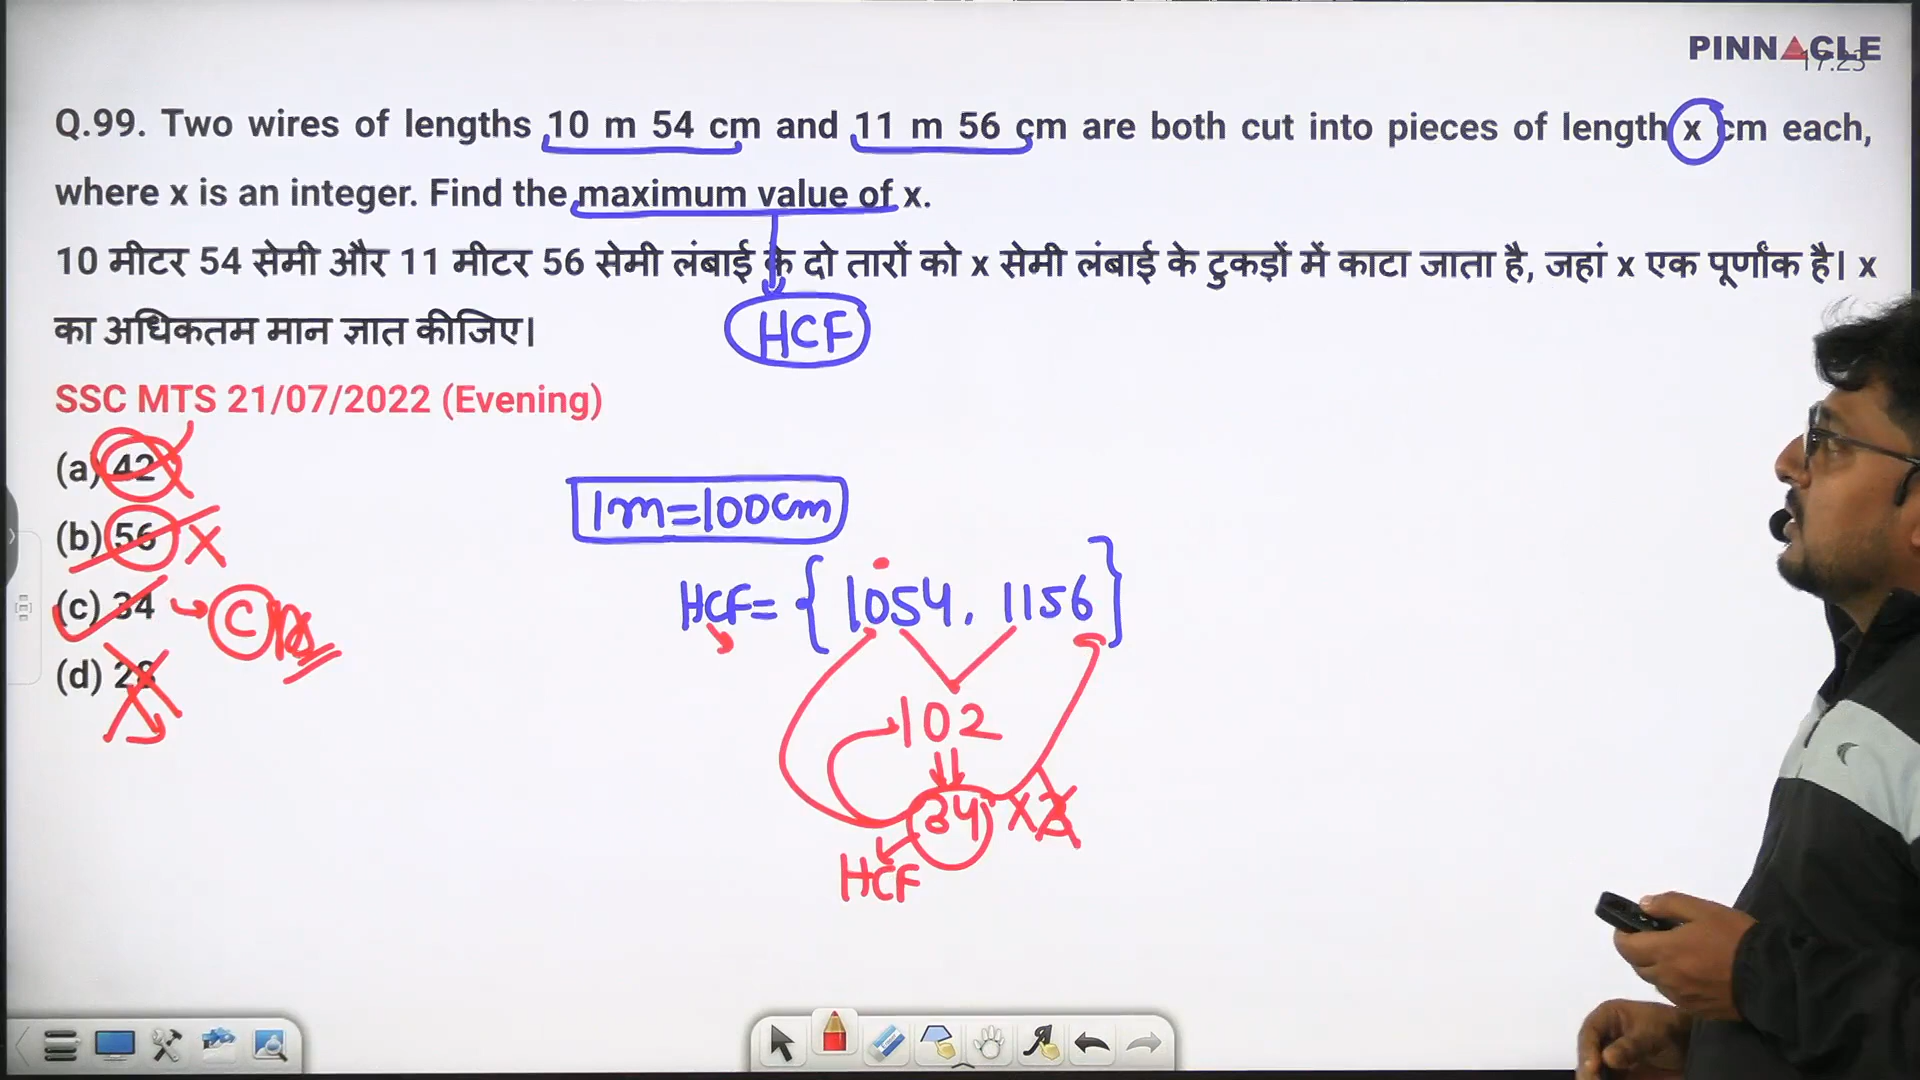 PINNACLE
17:23
Q.99. Two wires of lengths 10 m 54 cm and 11 m 56 cm are both cut into pieces of length x cm each,
where x is an integer. Find the maximum value of x.
10 मीटर 54 सेमी और 11 मीटर 56 सेमी लंबाई के दो तारों को x सेमी लंबाई के टुकड़ों में काटा जाता है, जहां x एक पूर्णांक है। x
का अधिकतम मान ज्ञात कीजिए।
HCF
SSC MTS 21/07/2022 (Evening)
(a) 42
(b) 56 x
(c) 34 → C
(d) 28
1m=100cm
HCF = { 1054, 1156 }
102
34 x 3
HCF